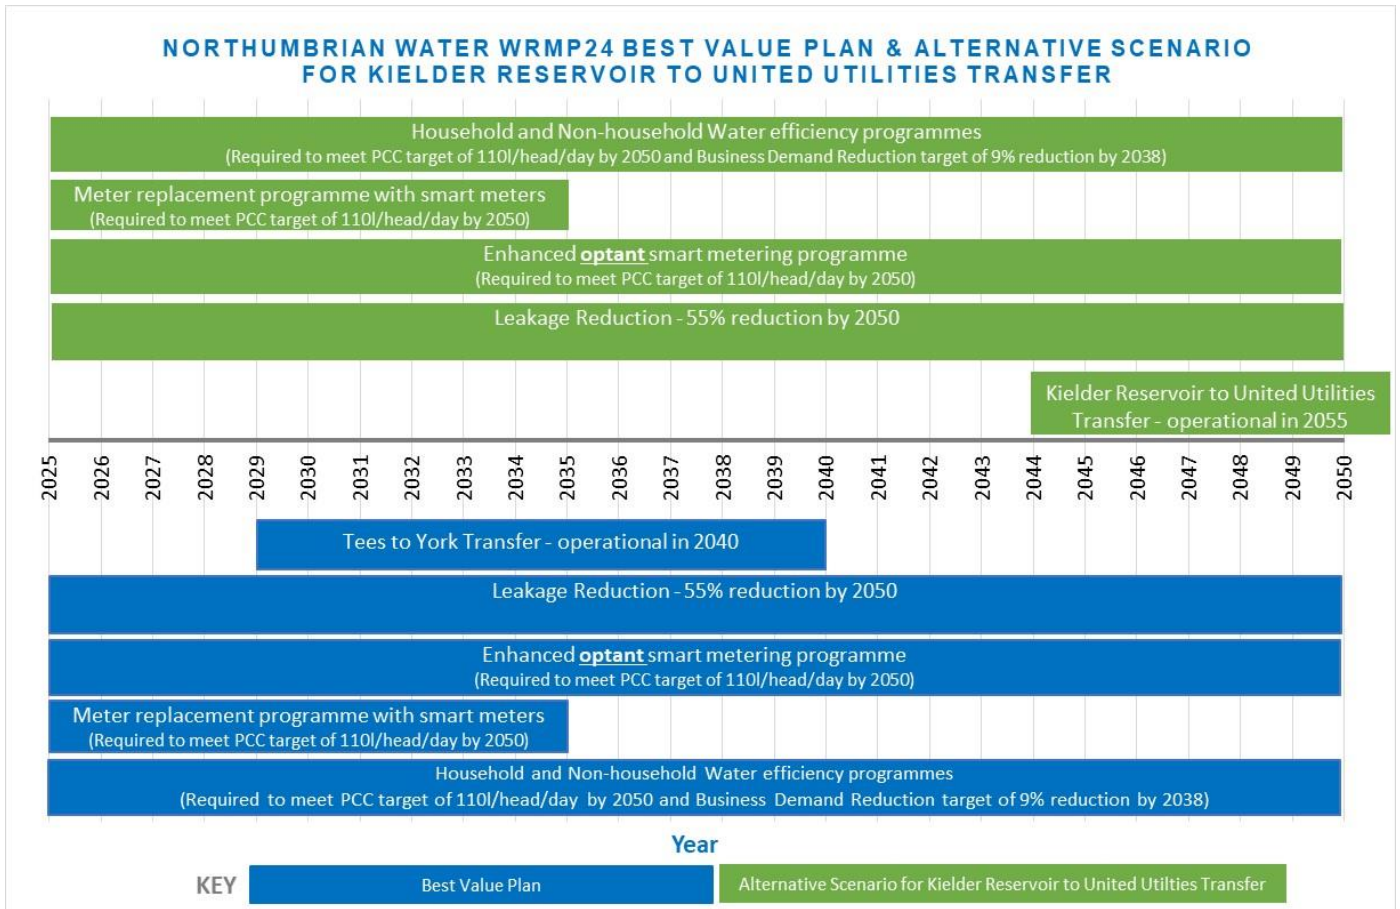 NORTHUMBRIAN WATER WRMP24 BEST VALUE PLAN & ALTERNATIVE SCENARIO
FOR KIELDER RESERVOIR TO UNITED UTILITIES TRANSFER
Household and Non-household Water efficiency programmes
(Required to meet PCC target of 110l/head/day by 2050 and Business Demand Reduction target of 9% reduction by 2038)
Meter replacement programme with smart meters
(Required to meet PCC target of 110l/head/day by 2050)
Enhanced optant smart metering programme
(Required to meet PCC target of 110l/head/day by 2050)
Leakage Reduction - 55% reduction by 2050
Kielder Reservoir to United Utilities
Transfer - operational in 2055
2025 2026 2027 2028 2029 2030 2031 2032 2033 2034 2035 2036 2037 2038 2039 2040 2041 2042 2043 2044 2045 2046 2047 2048 2049 2050
Tees to York Transfer - operational in 2040
Leakage Reduction - 55% reduction by 2050
Enhanced optant smart metering programme
(Required to meet PCC target of 110l/head/day by 2050)
Meter replacement programme with smart meters
(Required to meet PCC target of 110l/head/day by 2050)
Household and Non-household Water efficiency programmes
(Required to meet PCC target of 110l/head/day by 2050 and Business Demand Reduction target of 9% reduction by 2038)
Year
KEY Best Value Plan Alternative Scenario for Kielder Reservoir to United Utilties Transfer